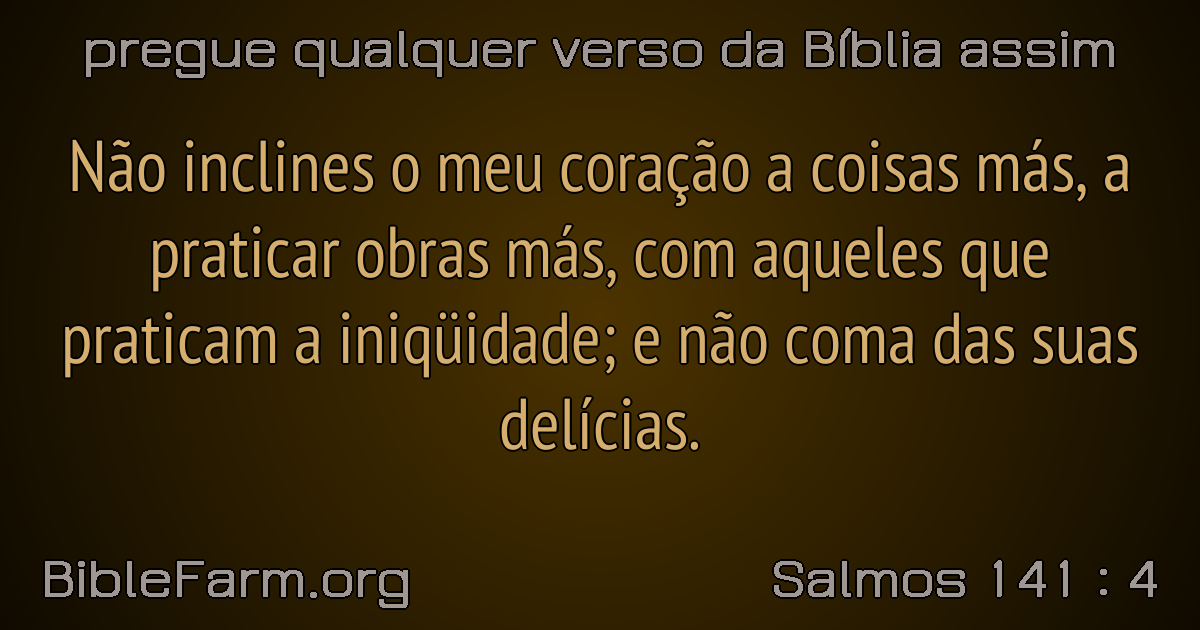 pregue qualquer verso da Bíblia assim
Não inclines o meu coração a coisas más, a
praticar obras más, com aqueles que
praticam a iniqüidade; e não coma das suas
delícias.
BibleFarm.org
Salmos 141 : 4